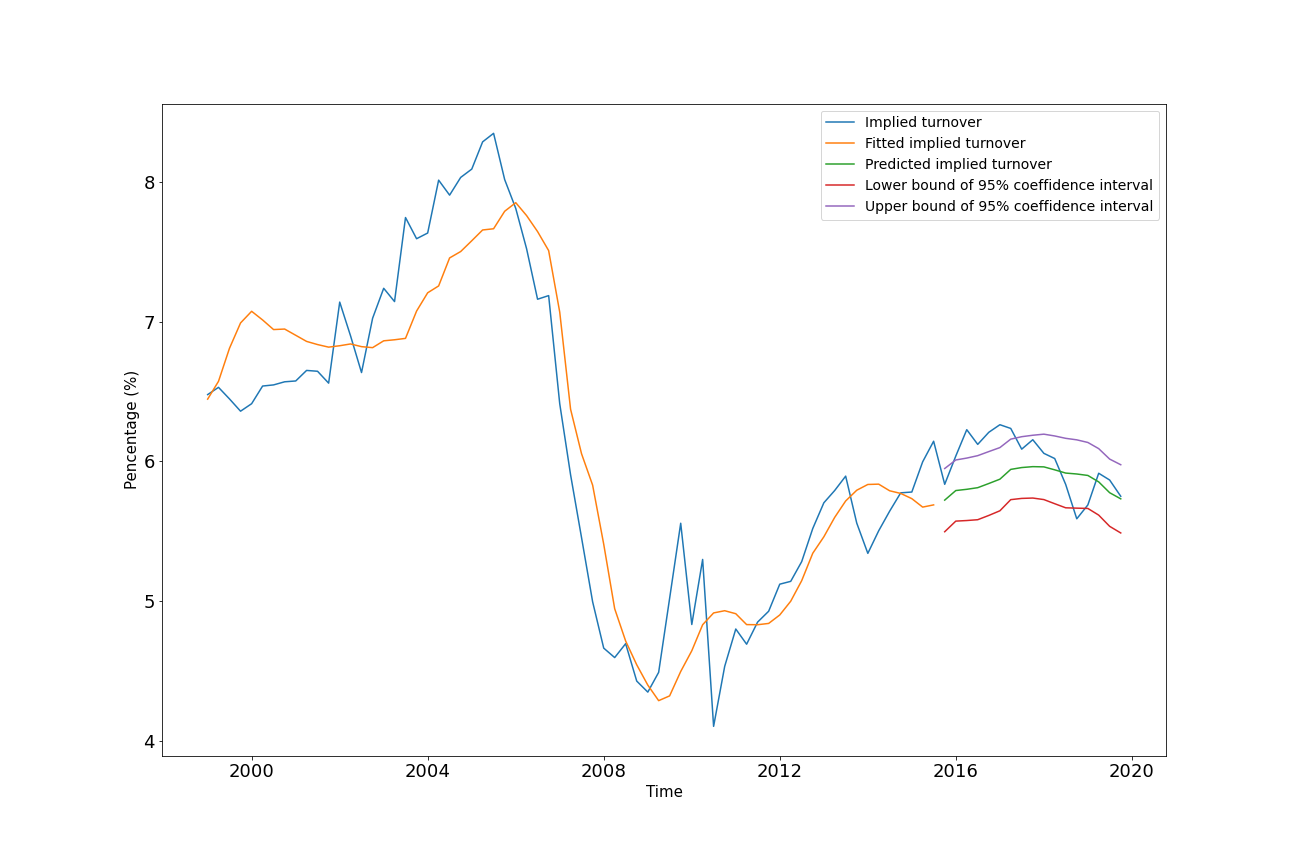 Implied turnover
Fitted implied turnover
Predicted implied turnover
Lower bound of 95% coeffidence interval
Upper bound of 95% coeffidence interval
8
7
6
5
4
Pencentage (%)
2000 2004 2008 2012 2016 2020
Time